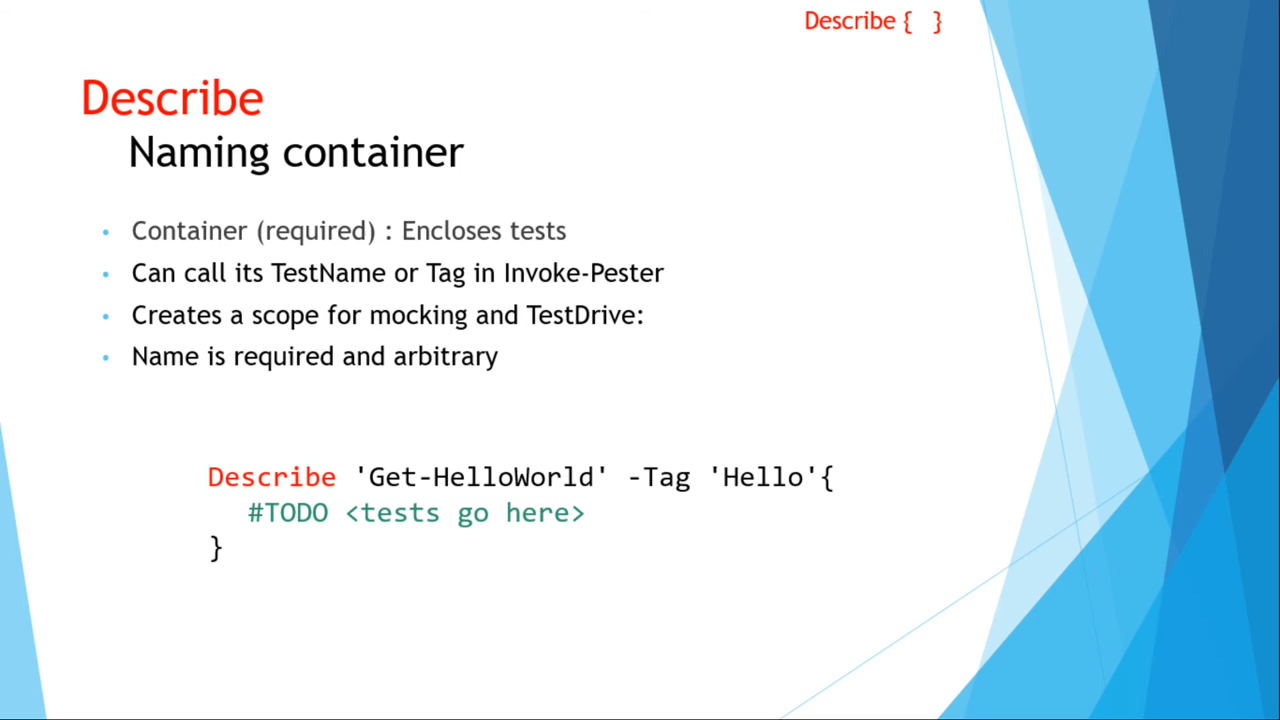 Describe { }
Describe
Naming container
• Container (required) : Encloses tests
• Can call its TestName or Tag in Invoke-Pester
• Creates a scope for mocking and TestDrive:
• Name is required and arbitrary
Describe 'Get-HelloWorld' -Tag 'Hello'{
#TODO <tests go here>
}